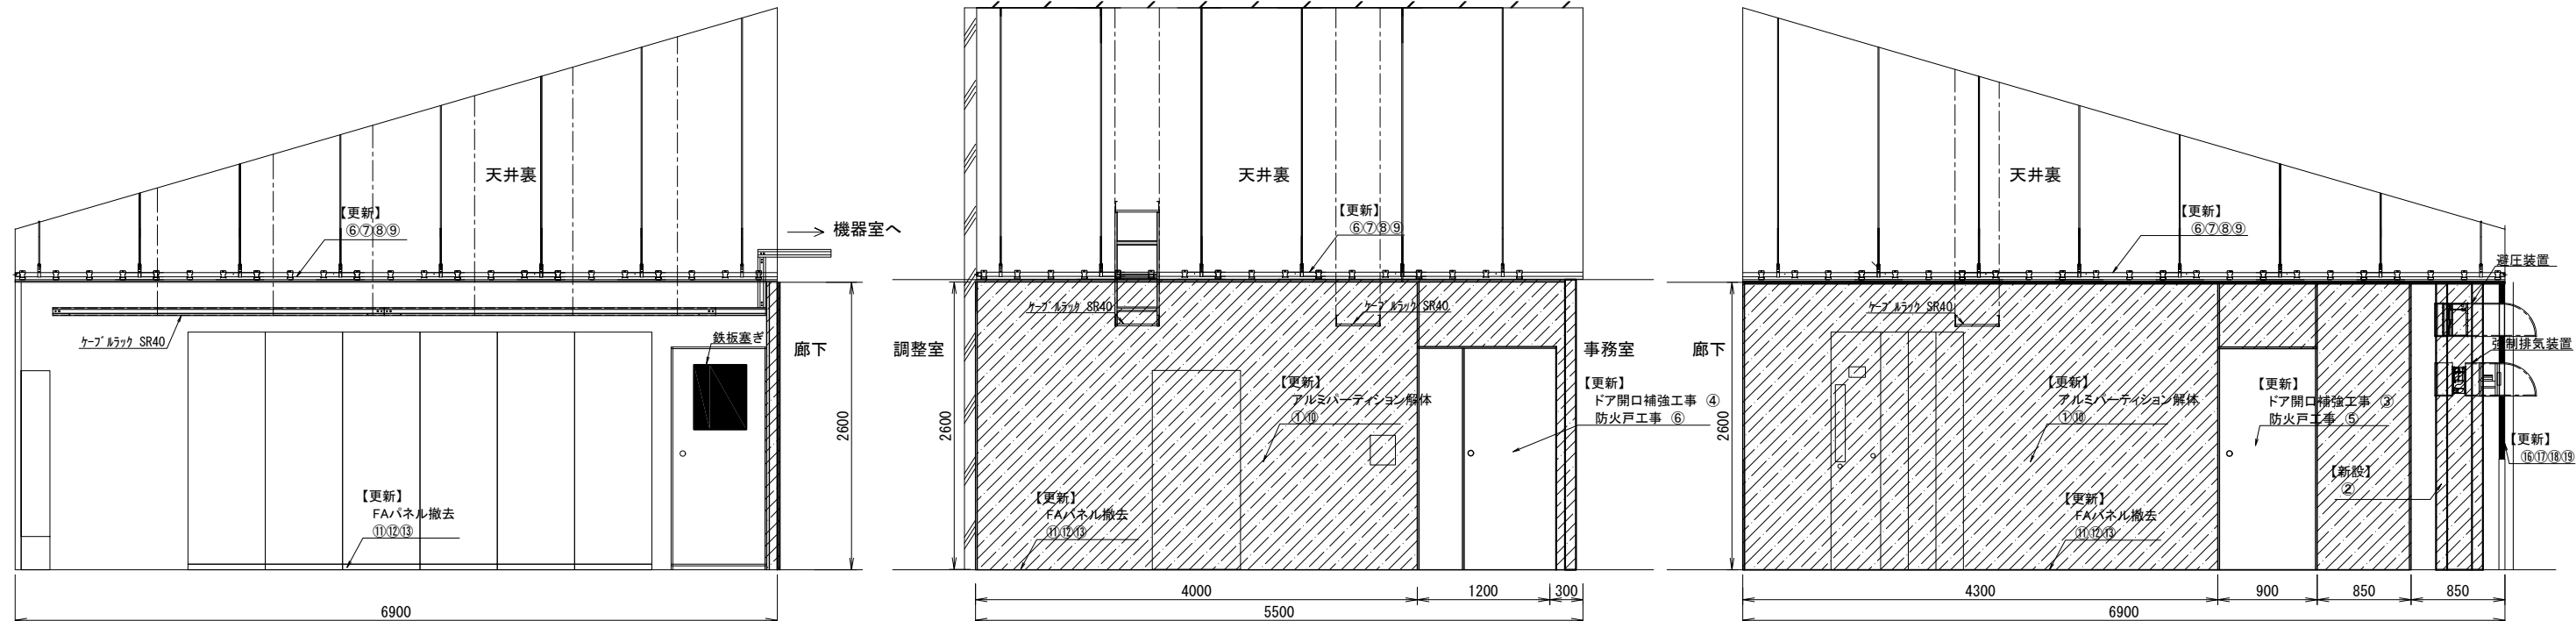 天井裏
【更新】
⑥⑦⑧⑨
機器室へ
ケーブルラック SR40
鉄板塞ぎ
廊下
2600
【更新】
FAパネル撤去
⑪⑫⑬
6900
天井裏
【更新】
⑥⑦⑧⑨
ケーブルラック SR40
ケーブルラック SR40
調整室
事務室
2600
【更新】
アルミパーティション解体
①⑩
【更新】
ドア開口補強工事 ④
防火戸工事 ⑥
【更新】
FAパネル撤去
⑪⑫⑬
4000
1200
300
5500
天井裏
【更新】
⑥⑦⑧⑨
避圧装置
ケーブルラック SR40
廊下
強制排気装置
2600
【更新】
アルミパーティション解体
①⑩
【更新】
ドア開口補強工事 ③
防火戸工事 ⑤
【更新】
⑯⑰⑱⑲
【新設】
②
【更新】
FAパネル撤去
⑪⑫⑬
4300
900
850
850
6900